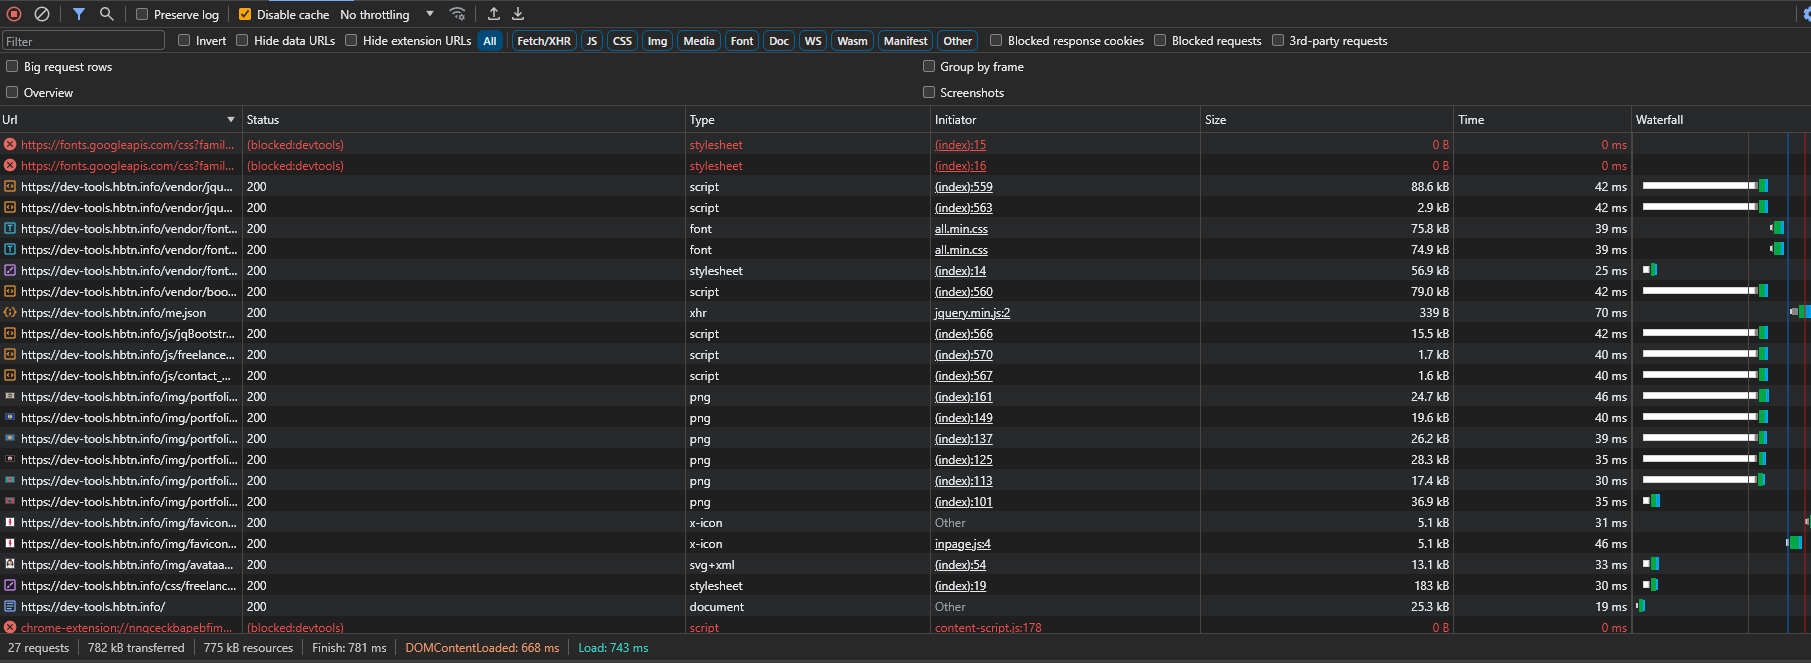 Preserve log Disable cache No throttling
Filter Invert Hide data URLs Hide extension URLs All Fetch/XHR JS CSS Img Media Font Doc WS Wasm Manifest Other Blocked response cookies Blocked requests 3rd-party requests
Big request rows Group by frame
Overview Screenshots
Url Status Type Initiator Size Time Waterfall
https://fonts.googleapis.com/css?famil... (blocked:devtools) stylesheet (index):15 0 B 0 ms
https://fonts.googleapis.com/css?famil... (blocked:devtools) stylesheet (index):16 0 B 0 ms
https://dev-tools.hbtn.info/vendor/jqu... 200 script (index):559 88.6 kB 42 ms
https://dev-tools.hbtn.info/vendor/jqu... 200 script (index):563 2.9 kB 42 ms
https://dev-tools.hbtn.info/vendor/font... 200 font all.min.css 75.8 kB 39 ms
https://dev-tools.hbtn.info/vendor/font... 200 font all.min.css 74.9 kB 39 ms
https://dev-tools.hbtn.info/vendor/font... 200 stylesheet (index):14 56.9 kB 25 ms
https://dev-tools.hbtn.info/vendor/boo... 200 script (index):560 79.0 kB 42 ms
https://dev-tools.hbtn.info/me.json 200 xhr jquery.min.js:2 339 B 70 ms
https://dev-tools.hbtn.info/js/jqBootstr... 200 script (index):566 15.5 kB 42 ms
https://dev-tools.hbtn.info/js/freelance... 200 script (index):570 1.7 kB 40 ms
https://dev-tools.hbtn.info/js/contact_... 200 script (index):567 1.6 kB 40 ms
https://dev-tools.hbtn.info/img/portfoli... 200 png (index):161 24.7 kB 46 ms
https://dev-tools.hbtn.info/img/portfoli... 200 png (index):149 19.6 kB 40 ms
https://dev-tools.hbtn.info/img/portfoli... 200 png (index):137 26.2 kB 39 ms
https://dev-tools.hbtn.info/img/portfoli... 200 png (index):125 28.3 kB 35 ms
https://dev-tools.hbtn.info/img/portfoli... 200 png (index):113 17.4 kB 30 ms
https://dev-tools.hbtn.info/img/portfoli... 200 png (index):101 36.9 kB 35 ms
https://dev-tools.hbtn.info/img/favicon... 200 x-icon Other 5.1 kB 31 ms
https://dev-tools.hbtn.info/img/favicon... 200 x-icon inpage.js:4 5.1 kB 46 ms
https://dev-tools.hbtn.info/img/avataa... 200 svg+xml (index):54 13.1 kB 33 ms
https://dev-tools.hbtn.info/css/freelanc... 200 stylesheet (index):19 183 kB 30 ms
https://dev-tools.hbtn.info/ 200 document Other 25.3 kB 19 ms
chrome-extension://nngceckbapebfim... (blocked:devtools) script content-script.js:178 0 B 0 ms
27 requests 782 kB transferred 775 kB resources Finish: 781 ms DOMContentLoaded: 668 ms Load: 743 ms